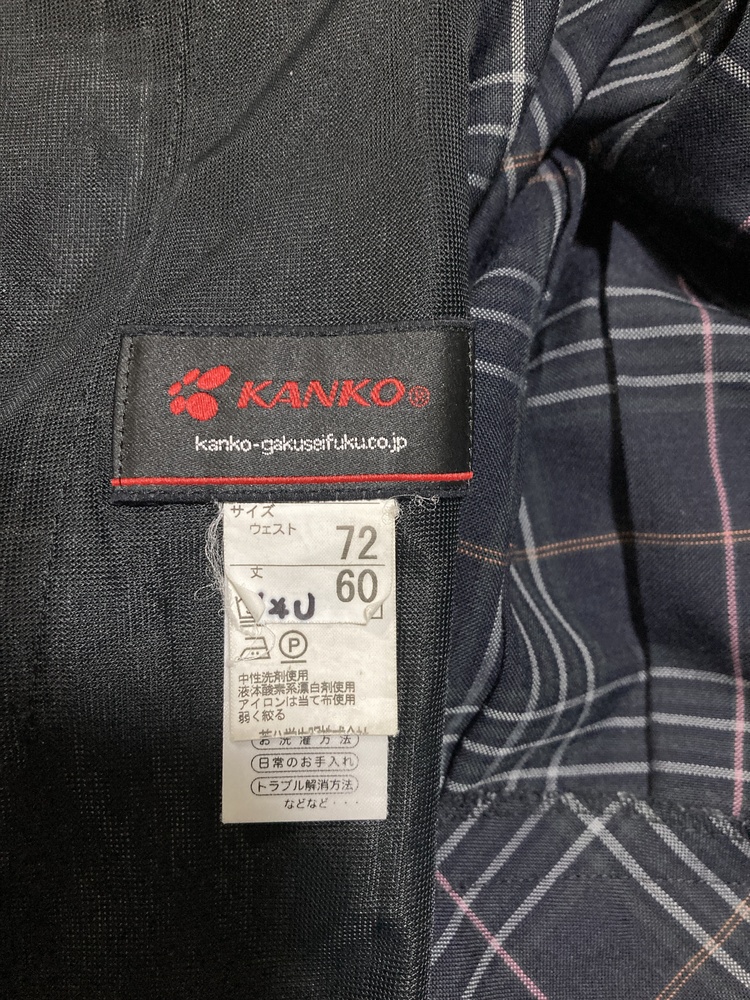 KANKO®
kanko-gakuseifuku.co.jp
サイズ
ウェスト 72
丈 60
P
中性洗剤使用
液体酸素系漂白剤使用
アイロンは当て布使用
弱く絞る
お洗濯方法
日常のお手入れ
トラブル解消方法
などなど・・・